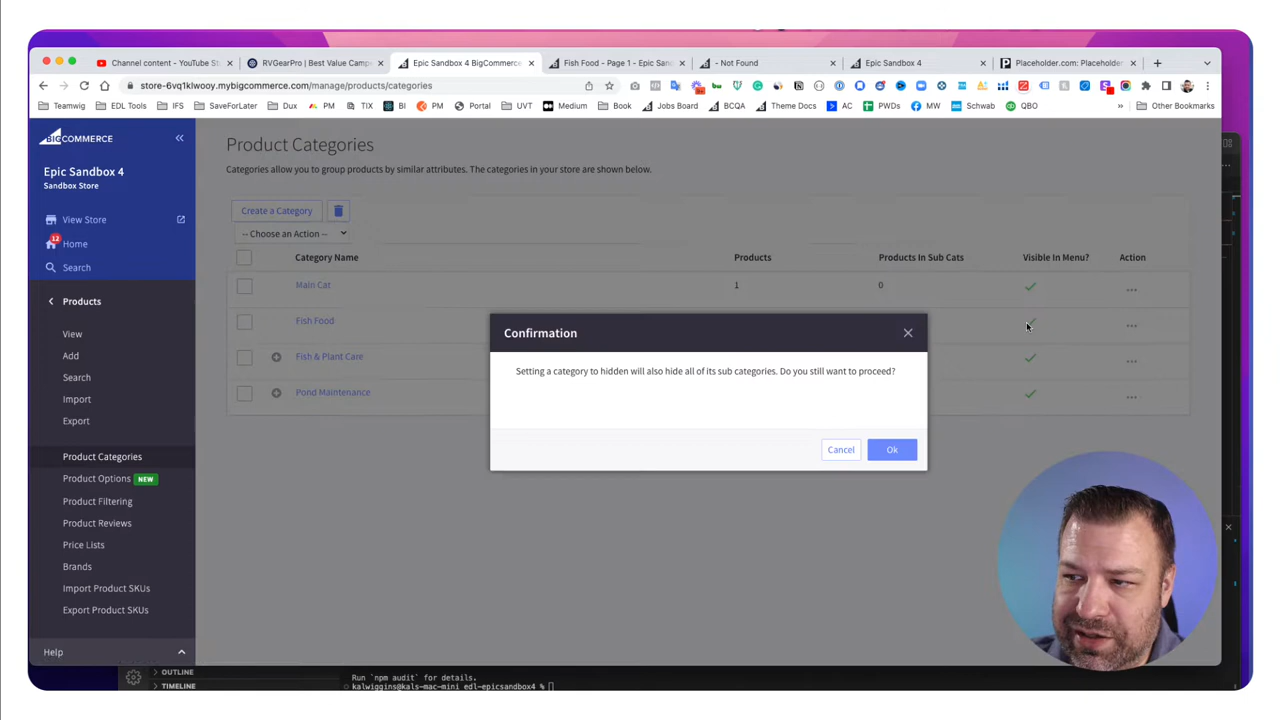 Channel content - YouTube St
RVGearPro | Best Value Camp
Epic Sandbox 4 BigCommerce
Fish Food - Page 1 - Epic San
- Not Found
Epic Sandbox 4
Placeholder.com: Placeholder
store-6vq1klwooy.mybigcommerce.com/manage/products/categories
Teamwig
EDL Tools
IFS
SaveForLater
Dux
PM
TIX
BI
PM
Portal
UVT
Medium
Book
Jobs Board
BCQA
Theme Docs
AC
PWDs
MW
Schwab
QBO
Other Bookmarks
BIGCOMMERCE
Epic Sandbox 4
Sandbox Store
View Store
12
Home
Search
Products
View
Add
Search
Import
Export
Product Categories
Product Options NEW
Product Filtering
Product Reviews
Price Lists
Brands
Import Product SKUs
Export Product SKUs
Help
Product Categories
Categories allow you to group products by similar attributes. The categories in your store are shown below.
Create a Category
-- Choose an Action --
Category Name Products Products In Sub Cats Visible In Menu? Action
Main Cat 1 0 ...
Fish Food ...
Fish & Plant Care ...
Pond Maintenance ...
Confirmation
Setting a category to hidden will also hide all of its sub categories. Do you still want to proceed?
Cancel Ok
OUTLINE
TIMELINE
Run `npm audit` for details.
kalwiggins@kals-mac-mini edl-epicsandbox4 %